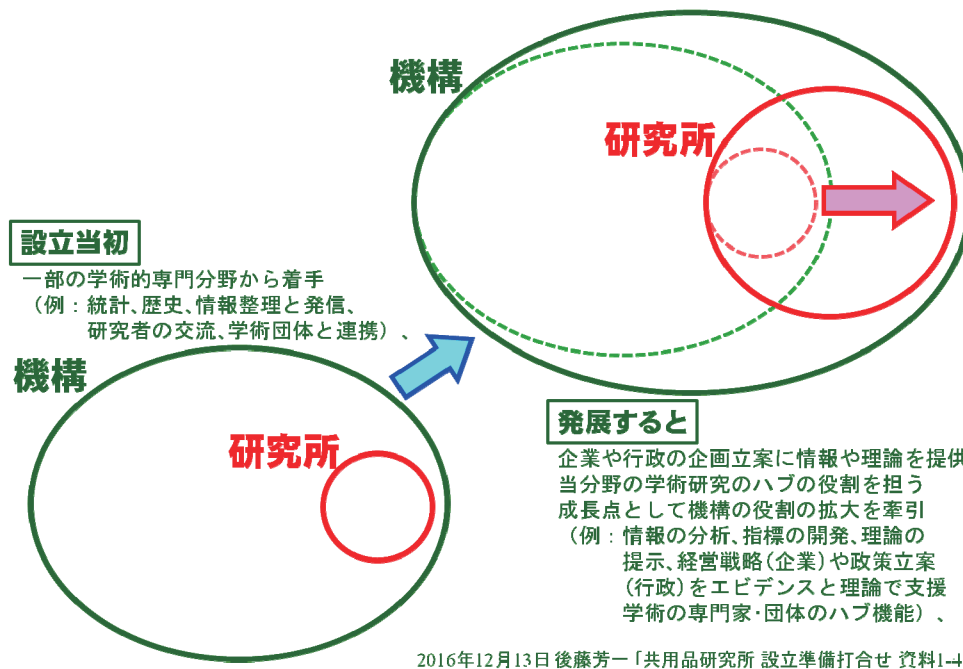 機構
研究所
設立当初
一部の学術的専門分野から着手
（例：統計、歴史、情報整理と発信、
研究者の交流、学術団体と連携）、
機構
研究所
発展すると
企業や行政の企画立案に情報や理論を提供
当分野の学術研究のハブの役割を担う
成長点として機構の役割の拡大を牽引
（例：情報の分析、指標の開発、理論の
提示、経営戦略(企業)や政策立案
(行政)をエビデンスと理論で支援
学術の専門家・団体のハブ機能）、
2016年12月13日 後藤芳一「共用品研究所 設立準備打合せ 資料1-4